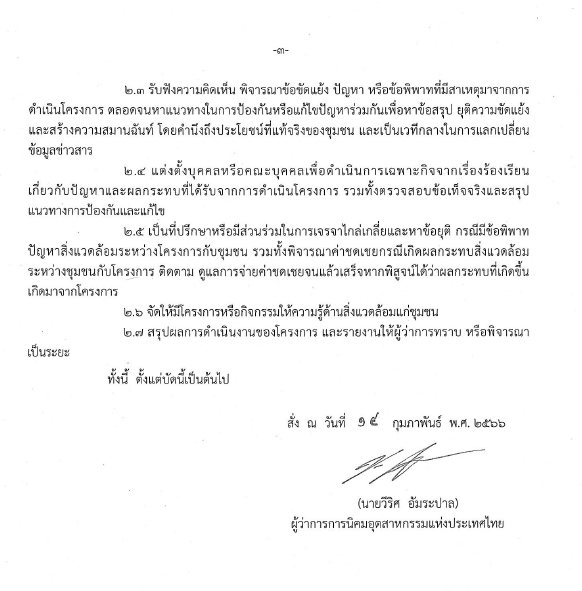 -๓-
๒.๓ รับฟังความคิดเห็น พิจารณาข้อขัดแย้ง ปัญหา หรือข้อพิพาทที่มีสาเหตุมาจากการ
ดำเนินโครงการ ตลอดจนหาแนวทางในการป้องกันหรือแก้ไขปัญหาร่วมกันเพื่อหาข้อสรุป ยุติความขัดแย้ง
และสร้างความสมานฉันท์ โดยคำนึงถึงประโยชน์ที่แท้จริงของชุมชน และเป็นเวทีกลางในการแลกเปลี่ยน
ข้อมูลข่าวสาร
๒.๔ แต่งตั้งบุคคลหรือคณะบุคคลเพื่อดำเนินการเฉพาะกิจจากเรื่องร้องเรียน
เกี่ยวกับปัญหาและผลกระทบที่ได้รับจากการดำเนินโครงการ รวมทั้งตรวจสอบข้อเท็จจริงและสรุป
แนวทางการป้องกันและแก้ไข
๒.๕ เป็นที่ปรึกษาหรือมีส่วนร่วมในการเจรจาไกล่เกลี่ยและหาข้อยุติ กรณีมีข้อพิพาท
ปัญหาสิ่งแวดล้อมระหว่างโครงการกับชุมชน รวมทั้งพิจารณาค่าชดเชยกรณีเกิดผลกระทบสิ่งแวดล้อม
ระหว่างชุมชนกับโครงการ ติดตาม ดูแลการจ่ายค่าชดเชยจนแล้วเสร็จหากพิสูจน์ได้ว่าผลกระทบที่เกิดขึ้น
เกิดมาจากโครงการ
๒.๖ จัดให้มีโครงการหรือกิจกรรมให้ความรู้ด้านสิ่งแวดล้อมแก่ชุมชน
๒.๗ สรุปผลการดำเนินงานของโครงการ และรายงานให้ผู้ว่าการทราบ หรือพิจารณา
เป็นระยะ
ทั้งนี้ ตั้งแต่บัดนี้เป็นต้นไป
สั่ง ณ วันที่ ๑๔ กุมภาพันธ์ พ.ศ. ๒๕๖๖
(นายวีริศ อัมระปาล)
ผู้ว่าการการนิคมอุตสาหกรรมแห่งประเทศไทย